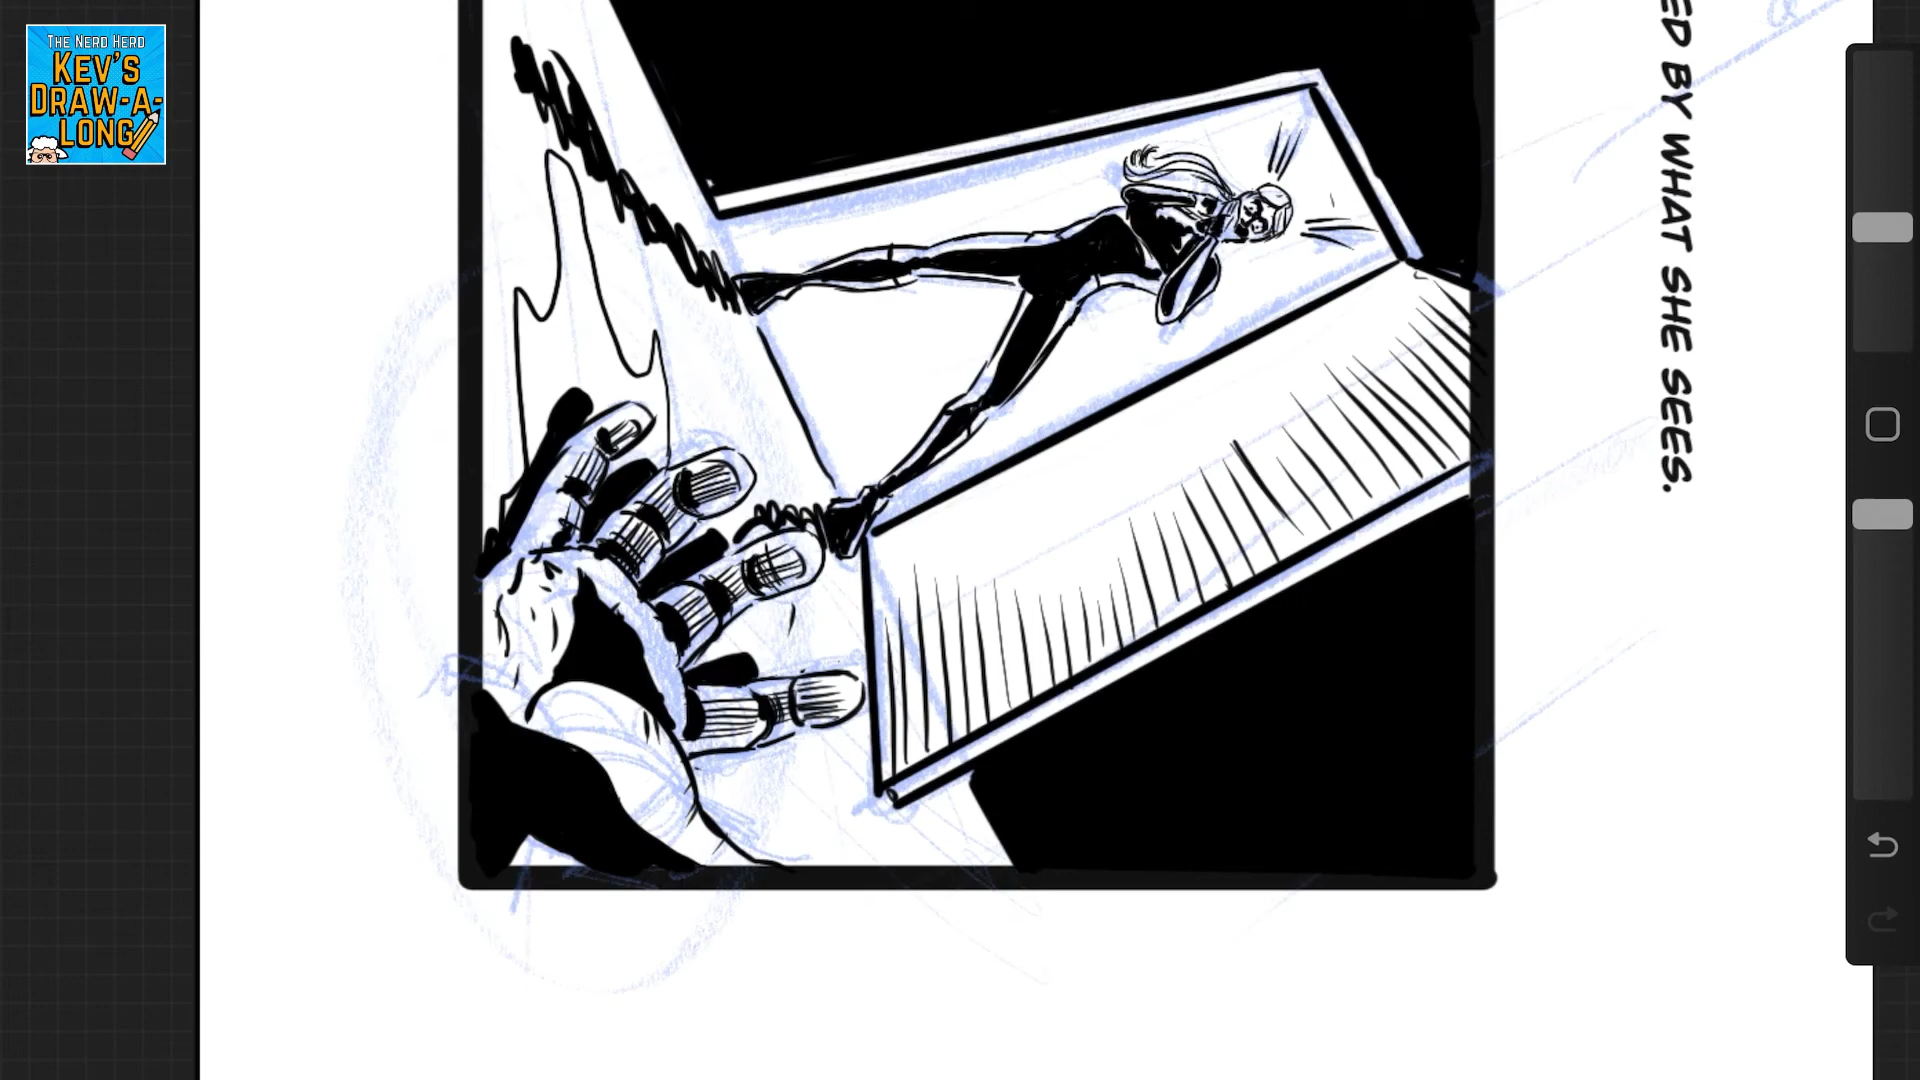 THE NERD HERD
KEV'S
DRAW-A-
LONG
ED BY WHAT SHE SEES.